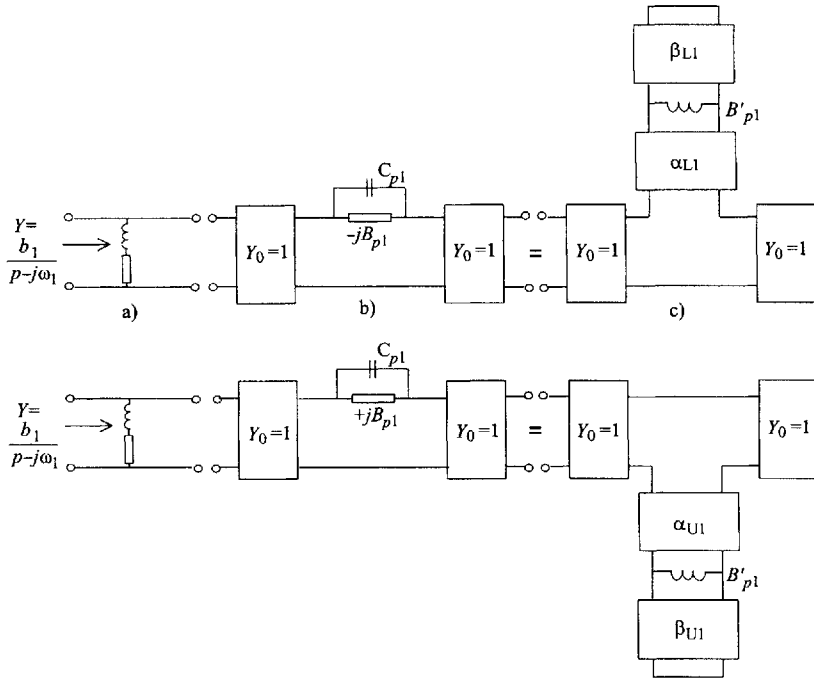 βL1
B'p1
αL1
Cp1
–jBp1
Y=
b1
p–jω1
Y0=1
Y0=1
=
Y0=1
Y0=1
a)
b)
c)
Cp1
+jBp1
Y=
b1
p–jω1
Y0=1
Y0=1
=
Y0=1
Y0=1
αU1
B'p1
βU1